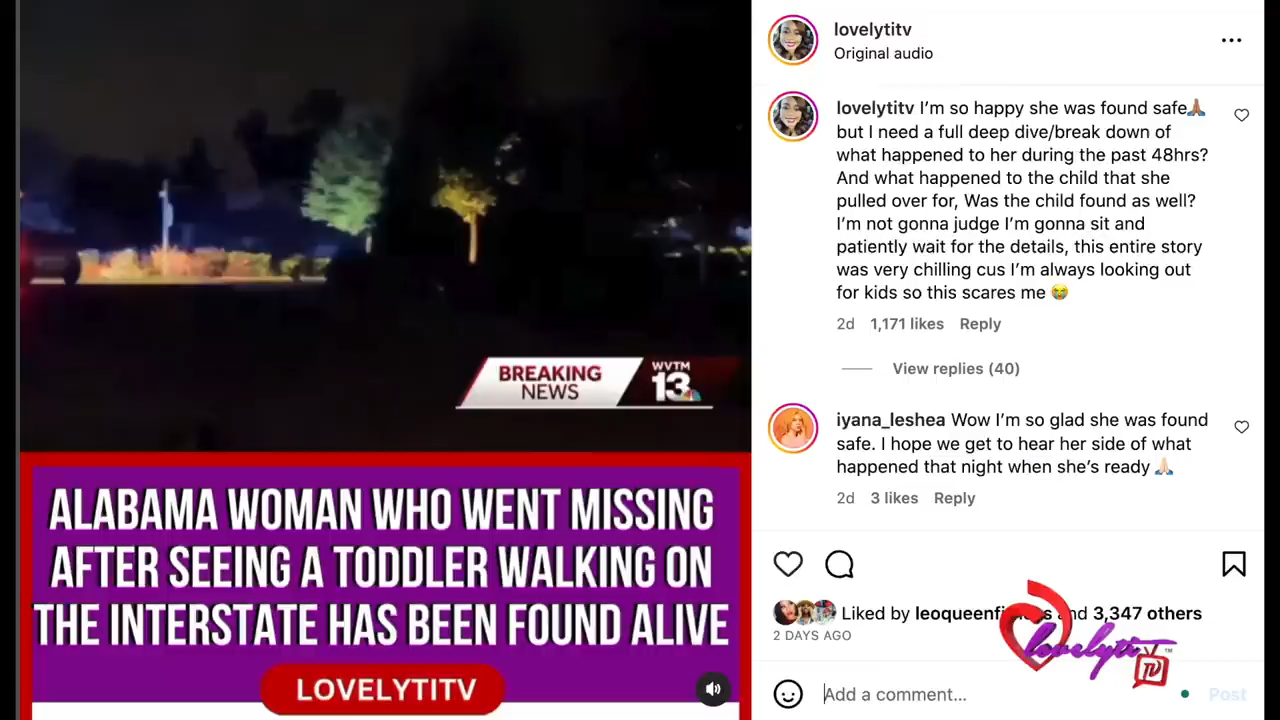 BREAKING
NEWS
WVTM
13
ALABAMA WOMAN WHO WENT MISSING
AFTER SEEING A TODDLER WALKING ON
THE INTERSTATE HAS BEEN FOUND ALIVE
LOVELYTITV
lovelytitv
Original audio
lovelytitv I'm so happy she was found safe🙏🏽
but I need a full deep dive/break down of
what happened to her during the past 48hrs?
And what happened to the child that she
pulled over for, Was the child found as well?
I'm not gonna judge I'm gonna sit and
patiently wait for the details, this entire story
was very chilling cus I'm always looking out
for kids so this scares me 😭
2d 1,171 likes Reply
View replies (40)
iyana_leshea Wow I'm so glad she was found
safe. I hope we get to hear her side of what
happened that night when she's ready 🙏🏻
2d 3 likes Reply
Liked by and 3,347 others
2 DAYS AGO
lovelyti
TV
™
Add a comment...
Post